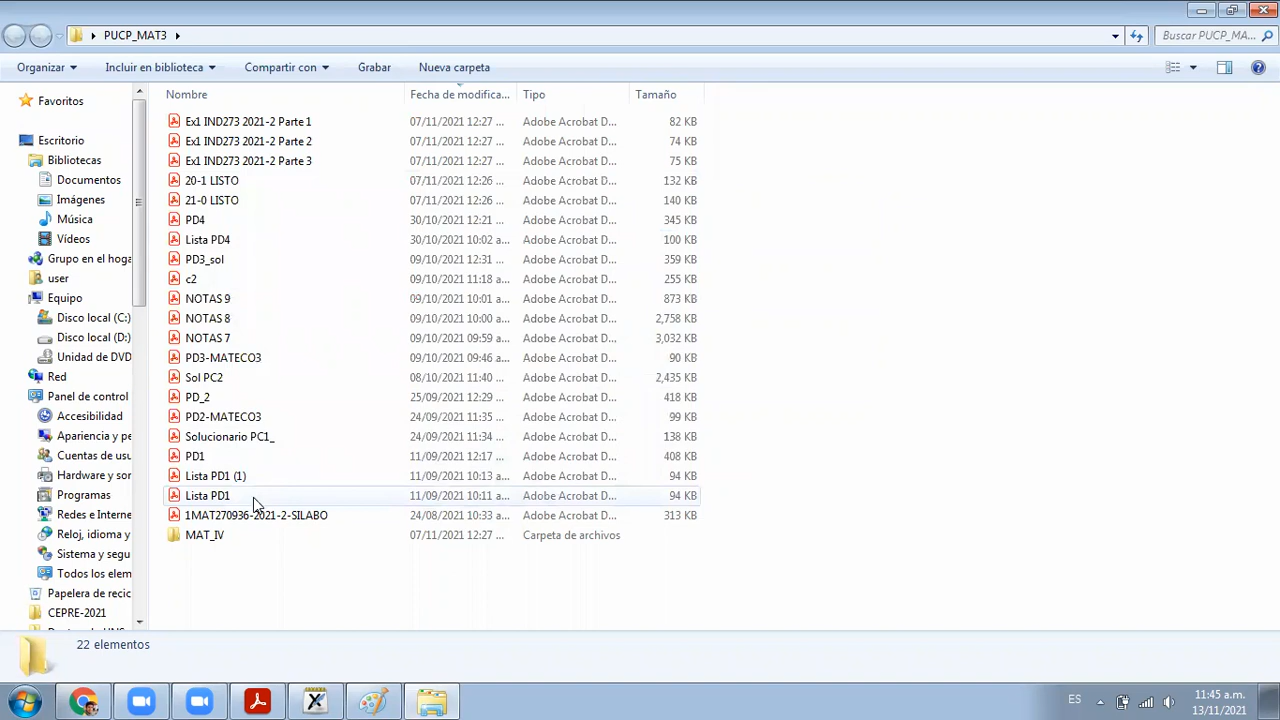 PUCP_MAT3
Buscar PUCP_MA...
Organizar
Incluir en biblioteca
Compartir con
Grabar
Nueva carpeta
Nombre
Fecha de modifica...
Tipo
Tamaño
Favoritos
Escritorio
Bibliotecas
Documentos
Imágenes
Música
Vídeos
Grupo en el hoga
user
Equipo
Disco local (C:)
Disco local (D:)
Unidad de DVD
Red
Panel de control
Accesibilidad
Apariencia y pe
Cuentas de usu
Hardware y son
Programas
Redes e Interne
Reloj, idioma y
Sistema y segu
Todos los elem
Papelera de recic
CEPRE-2021
Ex1 IND273 2021-2 Parte 1 07/11/2021 12:27 ... Adobe Acrobat D... 82 KB
Ex1 IND273 2021-2 Parte 2 07/11/2021 12:27 ... Adobe Acrobat D... 74 KB
Ex1 IND273 2021-2 Parte 3 07/11/2021 12:27 ... Adobe Acrobat D... 75 KB
20-1 LISTO 07/11/2021 12:26 ... Adobe Acrobat D... 132 KB
21-0 LISTO 07/11/2021 12:26 ... Adobe Acrobat D... 140 KB
PD4 30/10/2021 12:21 ... Adobe Acrobat D... 345 KB
Lista PD4 30/10/2021 10:02 a... Adobe Acrobat D... 100 KB
PD3_sol 09/10/2021 12:31 ... Adobe Acrobat D... 359 KB
c2 09/10/2021 11:18 a... Adobe Acrobat D... 255 KB
NOTAS 9 09/10/2021 10:01 a... Adobe Acrobat D... 873 KB
NOTAS 8 09/10/2021 10:00 a... Adobe Acrobat D... 2,758 KB
NOTAS 7 09/10/2021 09:59 a... Adobe Acrobat D... 3,032 KB
PD3-MATECO3 09/10/2021 09:46 a... Adobe Acrobat D... 90 KB
Sol PC2 08/10/2021 11:40 ... Adobe Acrobat D... 2,435 KB
PD_2 25/09/2021 12:29 ... Adobe Acrobat D... 418 KB
PD2-MATECO3 24/09/2021 11:35 ... Adobe Acrobat D... 99 KB
Solucionario PC1_ 24/09/2021 11:34 ... Adobe Acrobat D... 138 KB
PD1 11/09/2021 12:17 ... Adobe Acrobat D... 408 KB
Lista PD1 (1) 11/09/2021 10:13 a... Adobe Acrobat D... 94 KB
Lista PD1 11/09/2021 10:11 a... Adobe Acrobat D... 94 KB
1MAT270936-2021-2-SILABO 24/08/2021 10:33 a... Adobe Acrobat D... 313 KB
MAT_IV 07/11/2021 12:27 ... Carpeta de archivos
22 elementos
ES
11:45 a.m.
13/11/2021